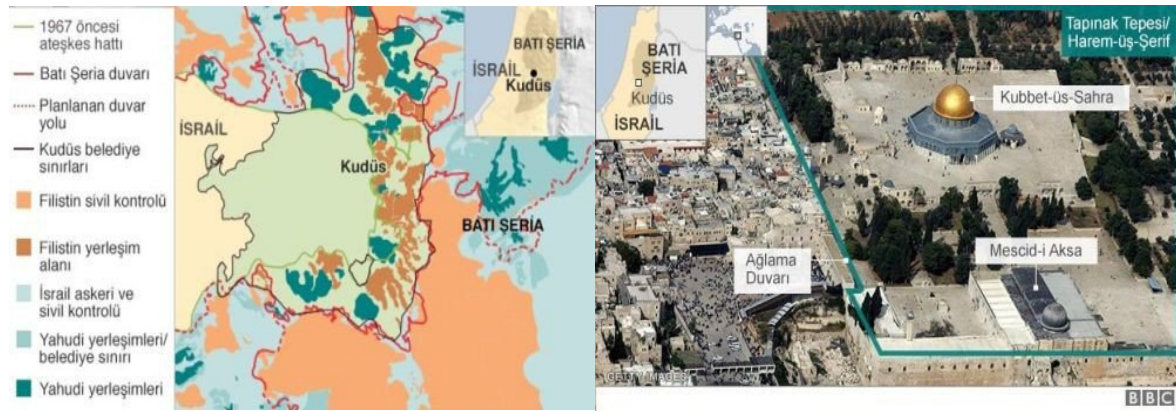 1967 öncesi
ateşkes hattı
Batı Şeria duvarı
Planlanan duvar
yolu
Kudüs belediye
sınırları
Filistin sivil kontrolü
Filistin yerleşim
alanı
İsrail askeri ve
sivil kontrolü
Yahudi yerleşimleri/
belediye sınırı
Yahudi yerleşimleri
İSRAİL
Kudüs
BATI ŞERİA
BATI ŞERİA
İSRAİL
Kudüs
BATI
ŞERİA
Kudüs
İSRAİL
Tapınak Tepesi/
Harem-üş-Şerif
Kubbet-üs-Sahra
Ağlama
Duvarı
Mescid-i Aksa
GETTY IMAGES
BBC